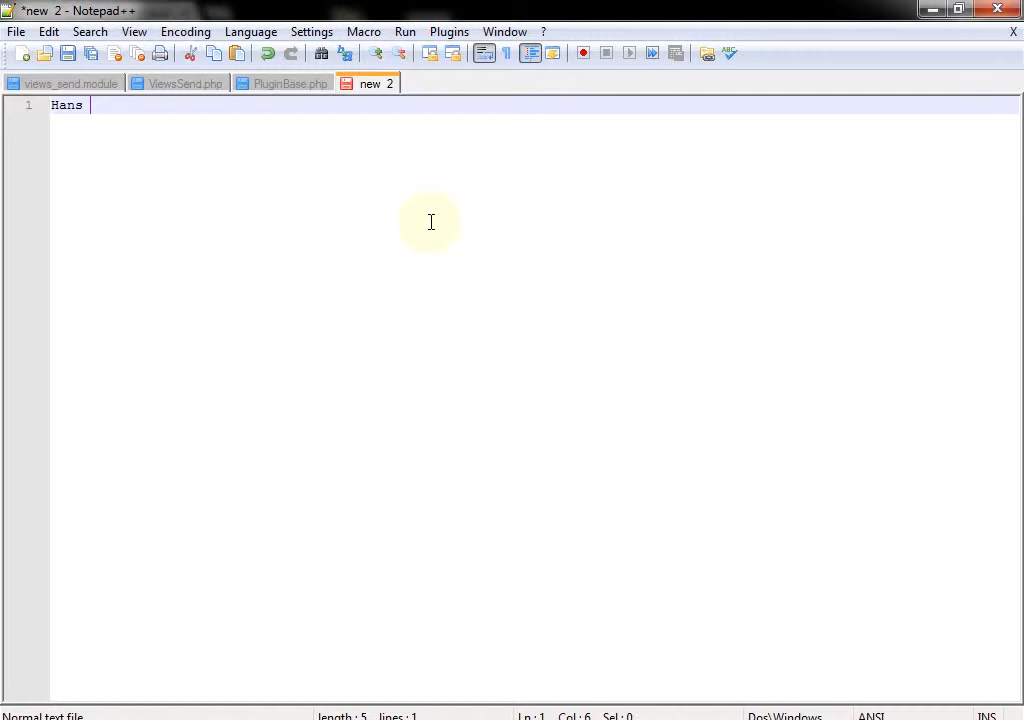 *new  2 - Notepad++
File Edit Search View Encoding Language Settings Macro Run Plugins Window ? X
views_send.module ViewsSend.php PluginBase.php new  2
1 Hans
Normal text file length : 5 lines : 1 Ln : 1 Col : 6 Sel : 0 Dos\Windows ANSI INS